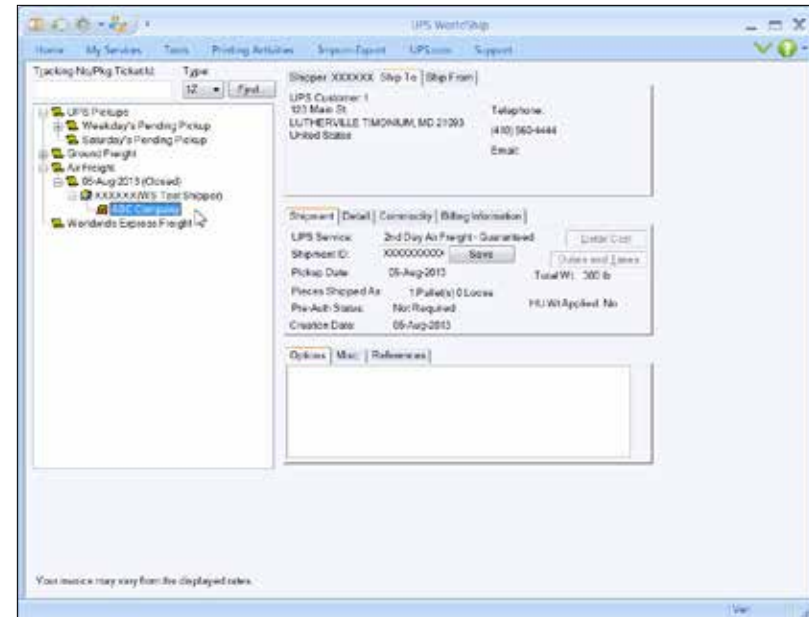 UPS WorldShip
Home My Services Tools Printing Activities Import-Export UPS.com Support
Tracking No/Pkg Ticket Id: Type
1Z Find...
UPS Pickups
Weekday's Pending Pickup
Saturday's Pending Pickup
Ground Freight
Air Freight
05-Aug-2013 (Closed)
XXXXXX(WS Test Shipper)
ABC Company
Worldwide Express Freight
Shipper XXXXXX Ship To Ship From
UPS Customer 1
123 Main St.
LUTHERVILLE TIMONIUM, MD 21093
United States
Telephone:
(410) 560-4444
Email:
Shipment Detail Commodity Billing Information
UPS Service: 2nd Day Air Freight - Guaranteed
Shipment ID: XXXXXXXXXX Save
Duties and Taxes
Pickup Date: 05-Aug-2013 Total Wt: 300 lb
Pieces Shipped As: 1 Pallet(s) 0 Loose
HU Wt Applied: No
Pre-Auth Status: Not Required
Creation Date: 05-Aug-2013
Options Misc. References
Your invoice may vary from the displayed rates.
Ver: